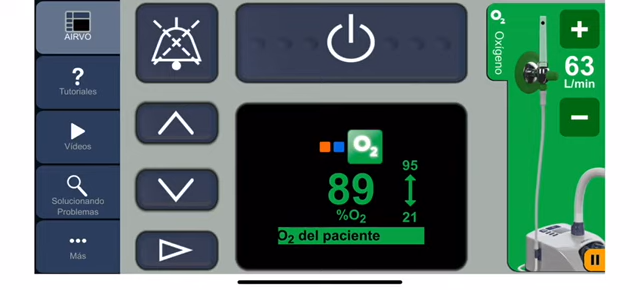 AIRVO
?
Tutoriales
Vídeos
Solucionando
Problemas
Más
O₂
89
%O₂
95
21
O₂ del paciente
O₂ Oxígeno
+
63
L/min
−